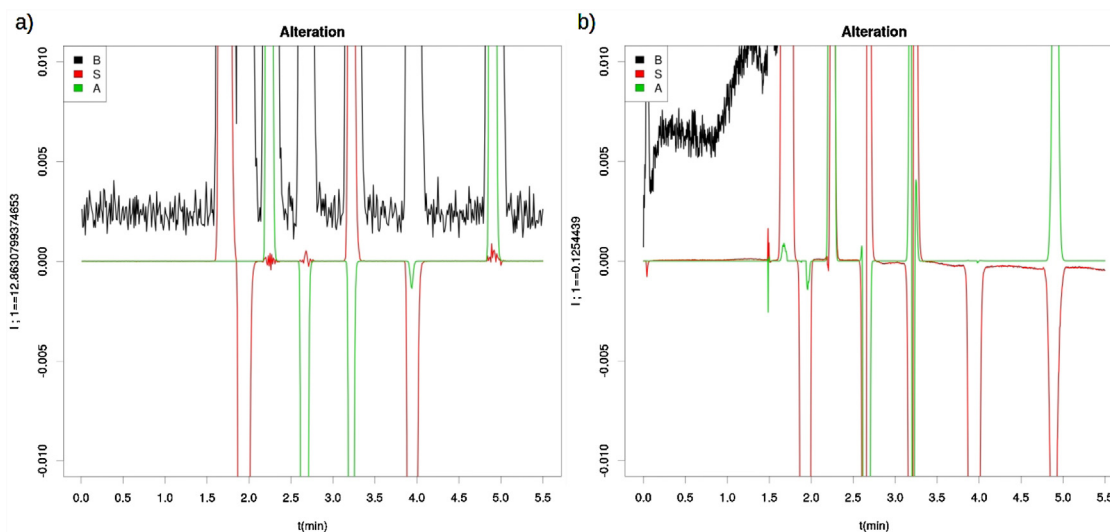 a)
Alteration
B
S
A
0.010
0.005
0.000
-0.005
-0.010
I ; 1==12.8630799374653
0.0 0.5 1.0 1.5 2.0 2.5 3.0 3.5 4.0 4.5 5.0 5.5
t(min)
b)
Alteration
B
S
A
0.010
0.005
0.000
-0.005
-0.010
I ; 1=0.1254439
0.0 0.5 1.0 1.5 2.0 2.5 3.0 3.5 4.0 4.5 5.0 5.5
t(min)